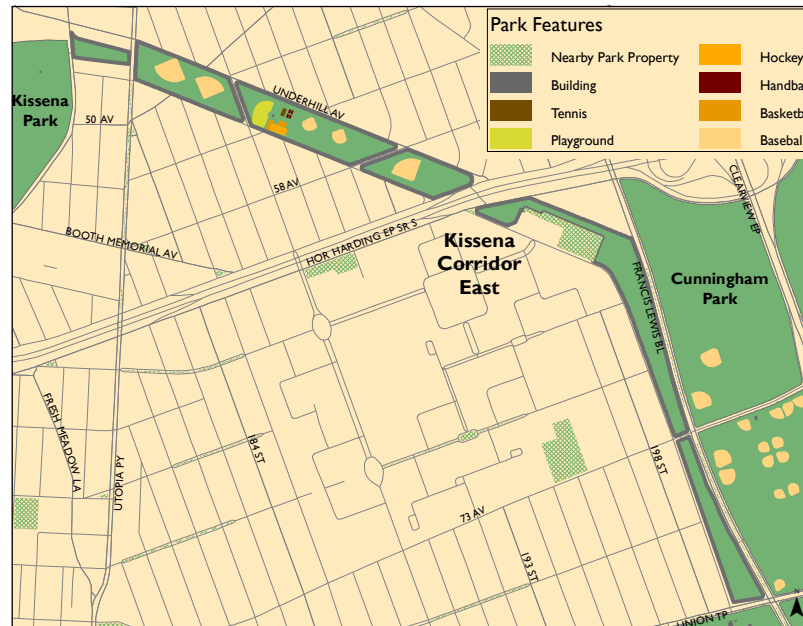 Park Features
Nearby Park Property
Building
Tennis
Playground
Hockey
Handba
Basketb
Basebal
Kissena
Park
50 AV
UNDERHILL AV
58 AV
BOOTH MEMORIAL AV
HOR HARDING EP SR S
Kissena
Corridor
East
CLEARVIEW EP
FRANCIS LEWIS BL
Cunningham
Park
FRESH MEADOW LA
UTOPIA PY
184 ST
198 ST
73 AV
193 ST
UNION TP
N